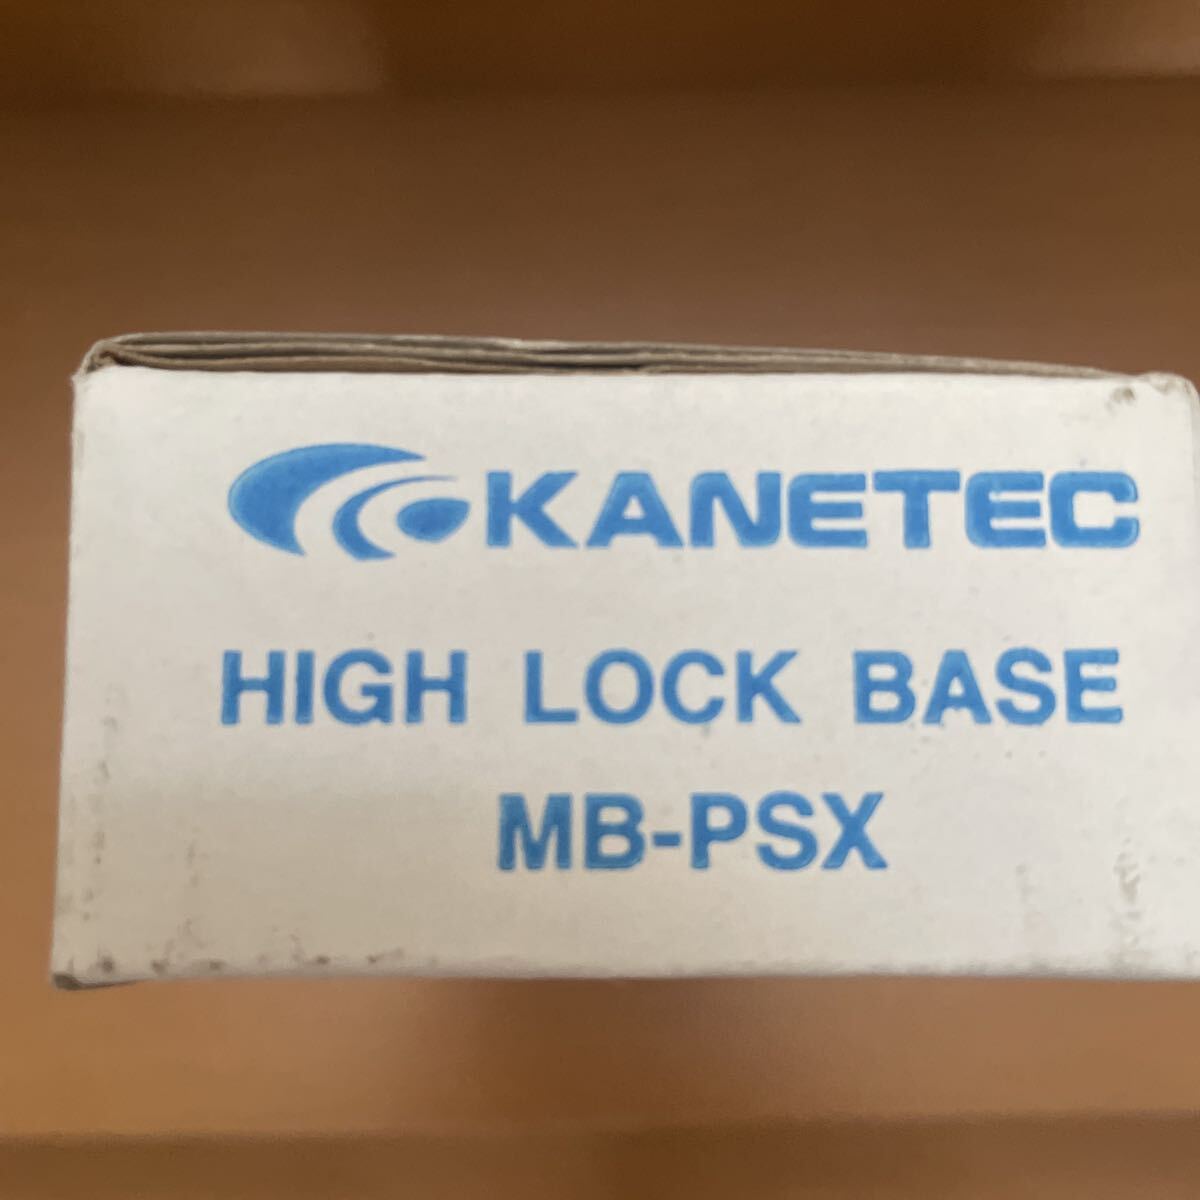 KANETEC
HIGH LOCK BASE
MB-PSX